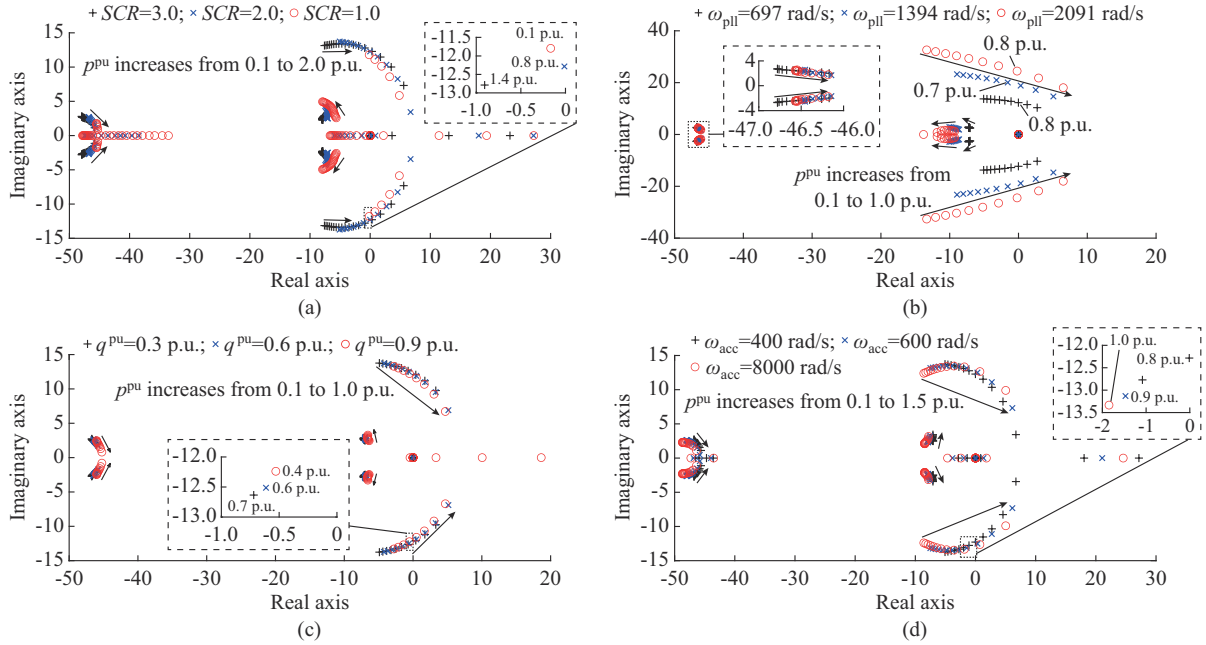 + SCR=3.0; × SCR=2.0; ○ SCR=1.0
p^pu increases from 0.1 to 2.0 p.u.
-11.5
-12.0
-12.5
-13.0
-1.0
0
0.1 p.u.
0.8 p.u.
1.4 p.u.
15
10
5
0
-5
-10
-15
-50
-40
-30
-20
-10
0
10
20
30
Imaginary axis
Real axis
(a)
+ ω_pll=697 rad/s; × ω_pll=1394 rad/s; ○ ω_pll=2091 rad/s
4
0
-4
-47.0
-46.5
-46.0
0.8 p.u.
0.7 p.u.
0.8 p.u.
p^pu increases from
0.1 to 1.0 p.u.
40
20
0
-20
-40
-50
-40
-30
-20
-10
0
10
20
Imaginary axis
Real axis
(b)
+ q^pu=0.3 p.u.; × q^pu=0.6 p.u.; ○ q^pu=0.9 p.u.
p^pu increases from 0.1 to 1.0 p.u.
-12.0
-12.5
-13.0
-1.0
-0.5
0
0.4 p.u.
0.6 p.u.
0.7 p.u.
15
10
5
0
-5
-10
-15
-50
-40
-30
-20
-10
0
10
20
Imaginary axis
Real axis
(c)
+ ω_acc=400 rad/s; × ω_acc=600 rad/s
○ ω_acc=8000 rad/s
p^pu increases from 0.1 to 1.5 p.u.
1.0 p.u.
0.8 p.u.
0.9 p.u.
-12.0
-12.5
-13.0
-13.5
-2
-1
0
15
10
5
0
-5
-10
-15
-50
-40
-30
-20
-10
0
10
20
30
Imaginary axis
Real axis
(d)